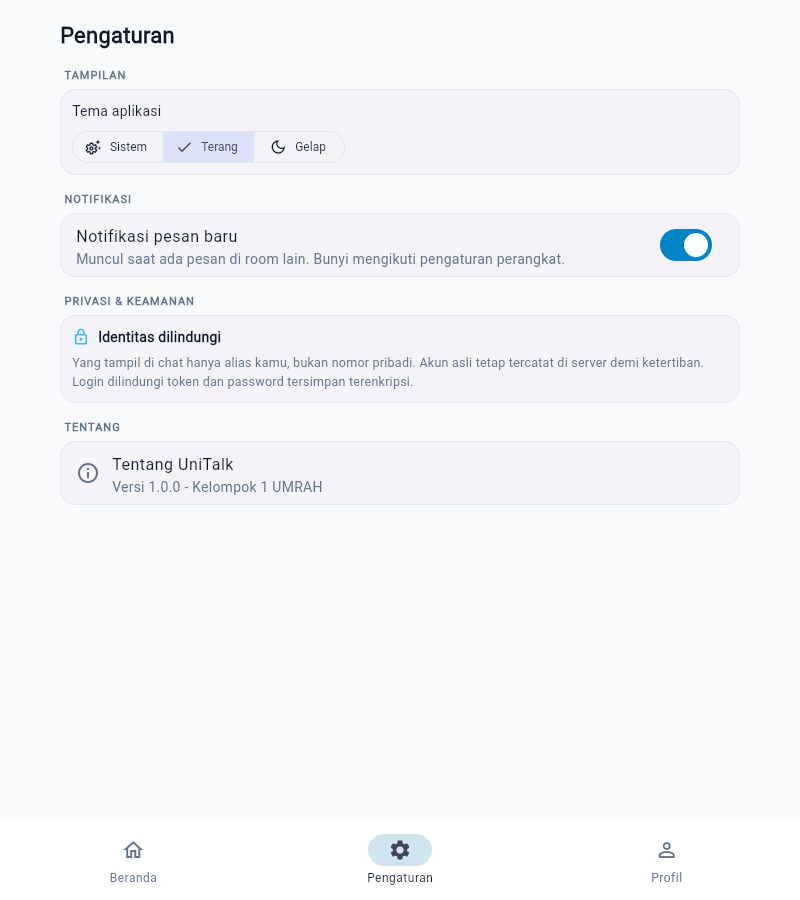 Pengaturan
TAMPILAN
Tema aplikasi
Sistem Terang Gelap
NOTIFIKASI
Notifikasi pesan baru
Muncul saat ada pesan di room lain. Bunyi mengikuti pengaturan perangkat.
PRIVASI & KEAMANAN
Identitas dilindungi
Yang tampil di chat hanya alias kamu, bukan nomor pribadi. Akun asli tetap tercatat di server demi ketertiban.
Login dilindungi token dan password tersimpan terenkripsi.
TENTANG
Tentang UniTalk
Versi 1.0.0 - Kelompok 1 UMRAH
Beranda Pengaturan Profil